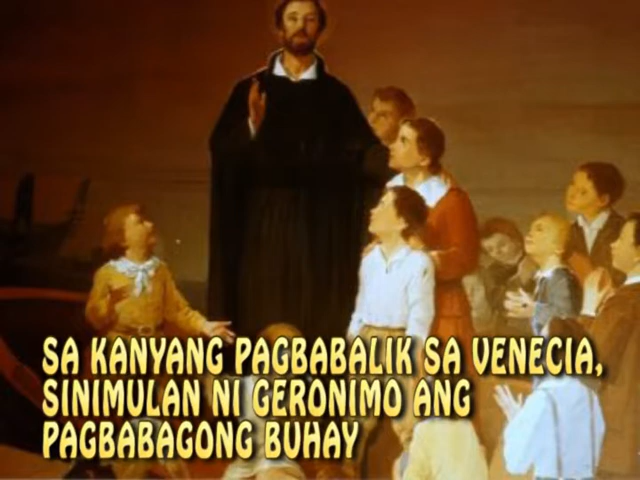 SA KANYANG PAGBABALIK SA VENECIA,
SINIMULAN NI GERONIMO ANG
PAGBABAGONG BUHAY